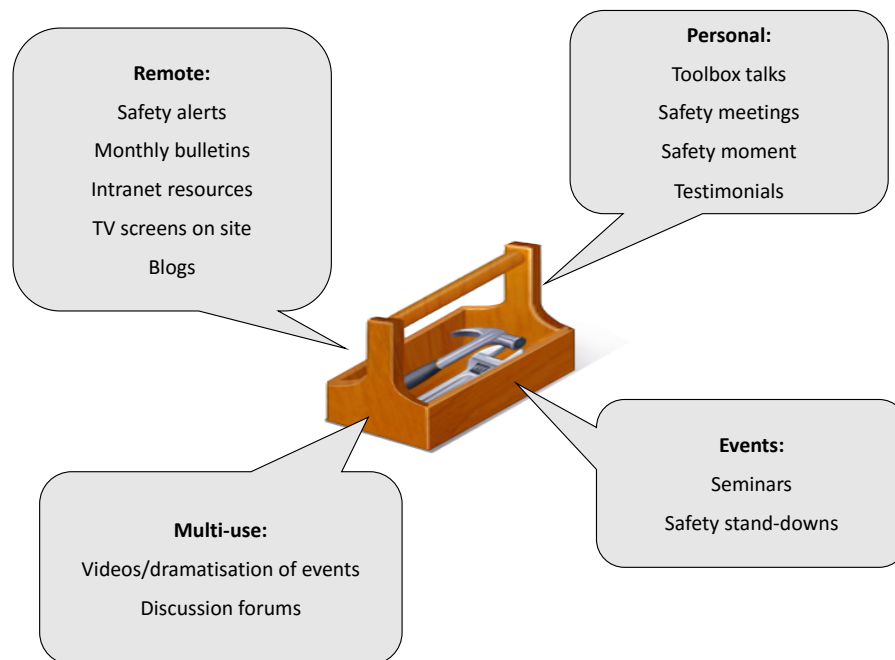 Remote:
Safety alerts
Monthly bulletins
Intranet resources
TV screens on site
Blogs
Personal:
Toolbox talks
Safety meetings
Safety moment
Testimonials
Multi-use:
Videos/dramatisation of events
Discussion forums
Events:
Seminars
Safety stand-downs